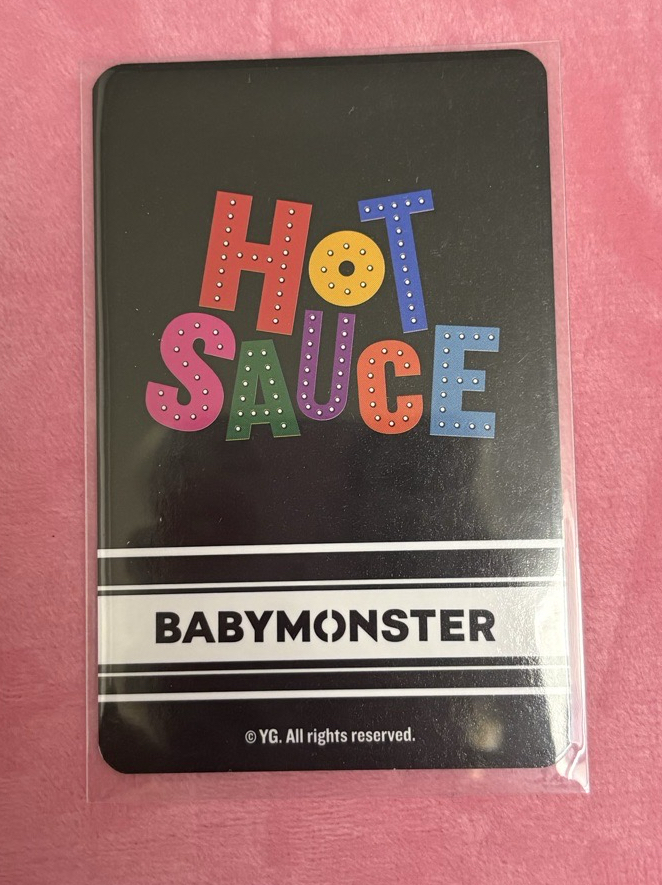 HOT
SAUCE
BABYMONSTER
© YG. All rights reserved.